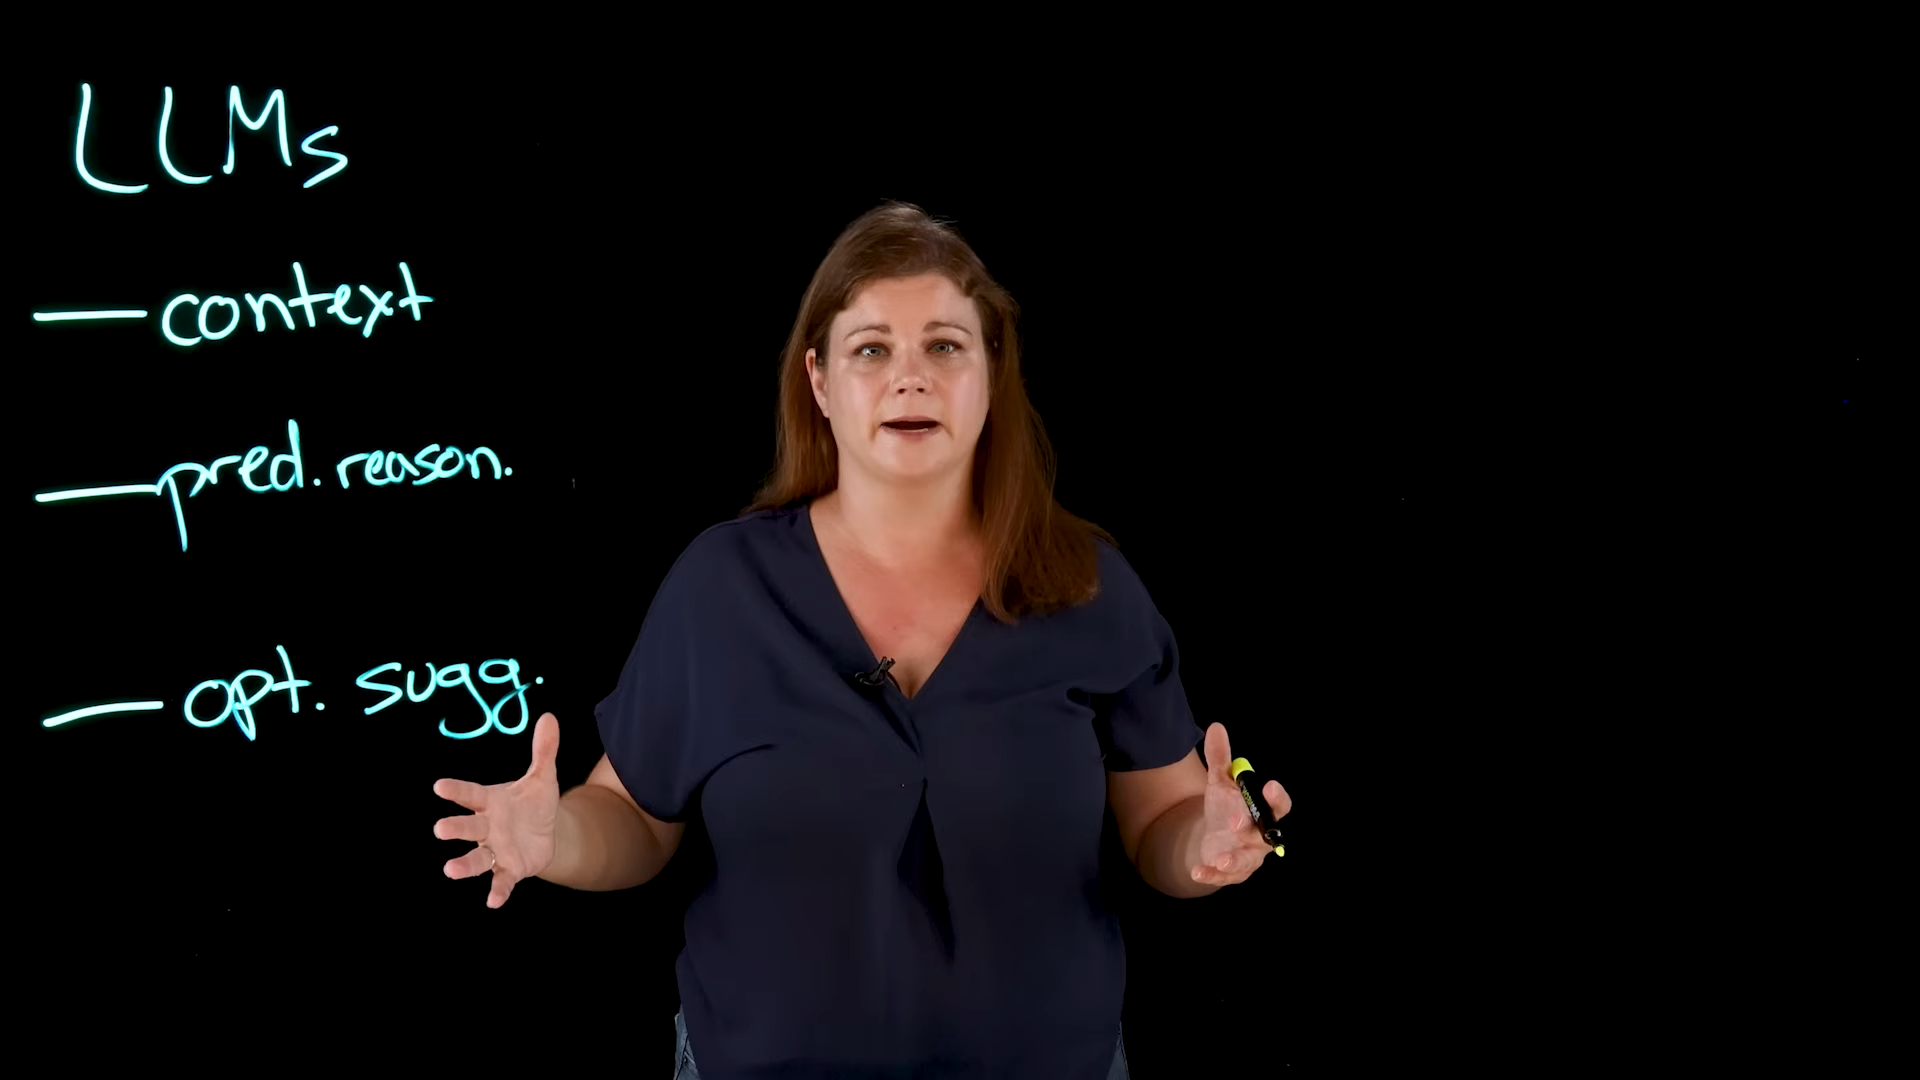 LLMs
— context
— pred. reason.
— opt. sugg.